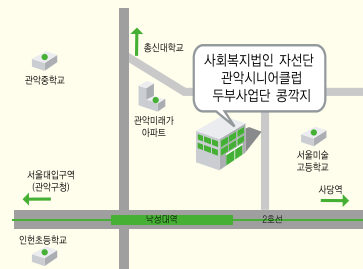 총신대학교
사회복지법인 자선단
관악시니어클럽
두부사업단 콩깍지
관악중학교
관악미래가
아파트
서울미술
고등학교
서울대입구역
(관악구청)
사당역
낙성대역
2호선
인헌초등학교